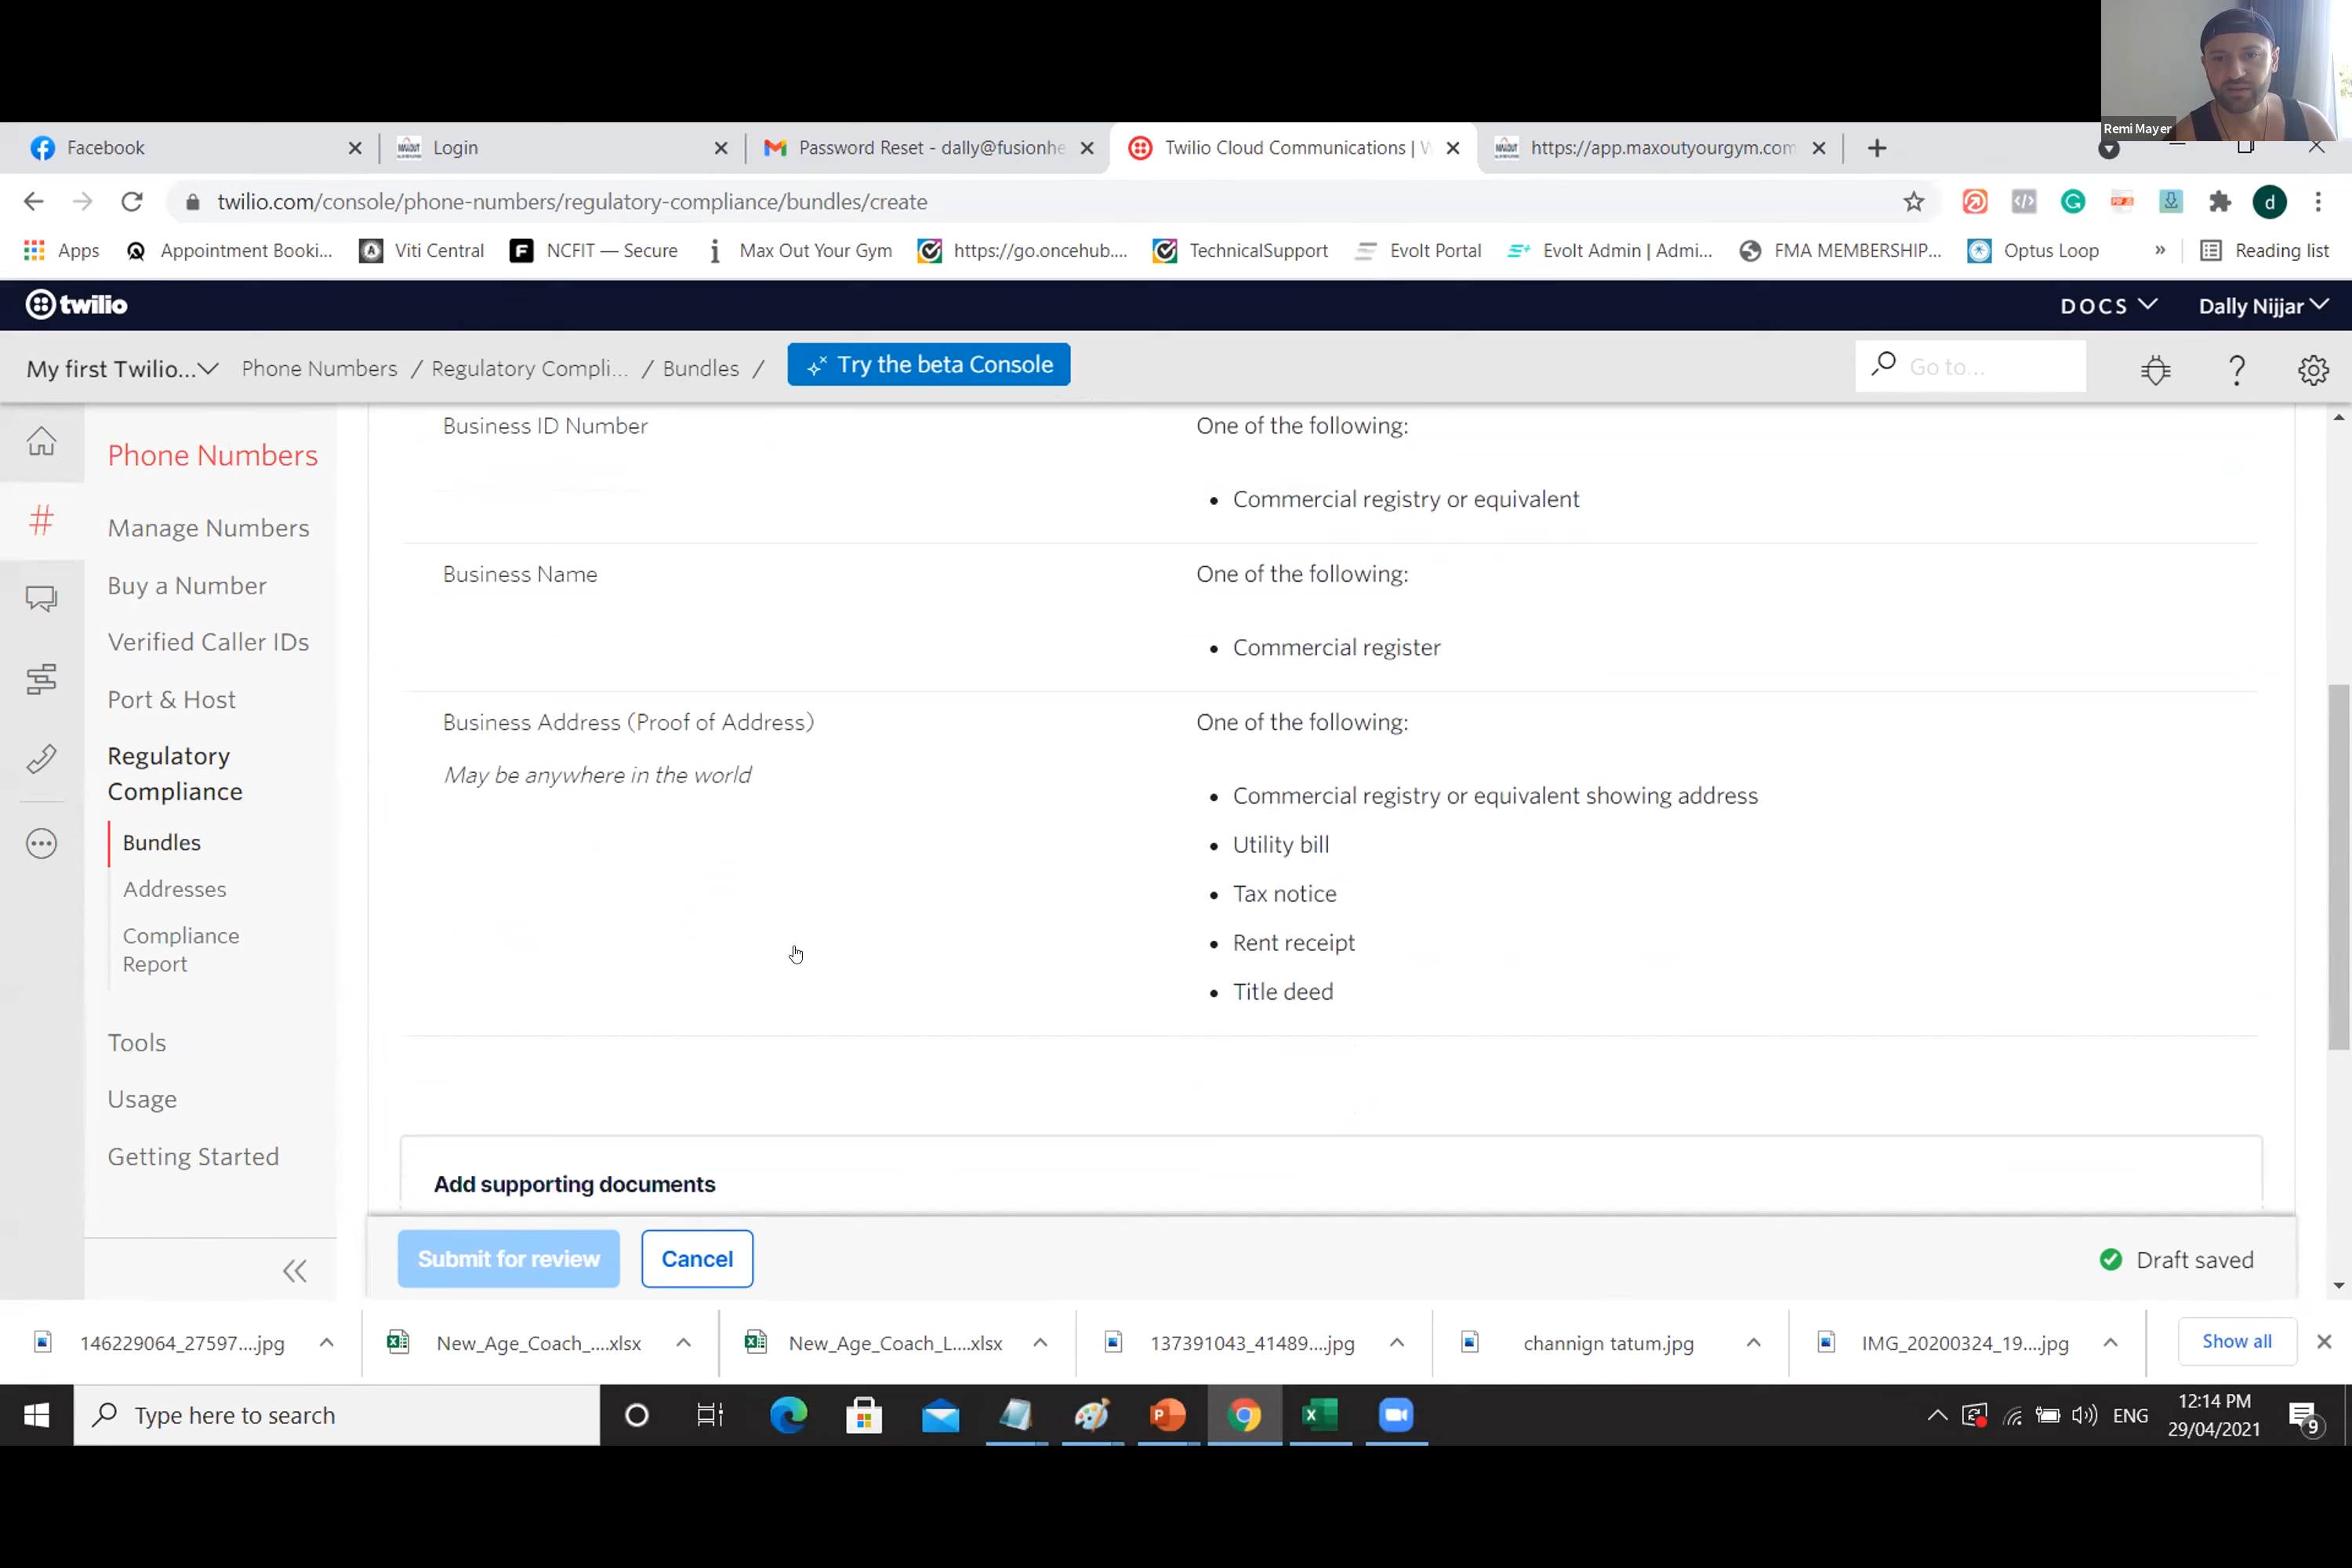 Remi Mayer
Facebook
Login
Password Reset - dally@fusionhe
Twilio Cloud Communications | W
https://app.maxoutyourgym.com
twilio.com/console/phone-numbers/regulatory-compliance/bundles/create
d
Apps
Appointment Booki...
Viti Central
NCFIT — Secure
Max Out Your Gym
https://go.oncehub....
TechnicalSupport
Evolt Portal
Evolt Admin | Admi...
FMA MEMBERSHIP...
Optus Loop
»
Reading list
twilio
DOCS
Dally Nijjar
My first Twilio...
Phone Numbers / Regulatory Compli... / Bundles /
Try the beta Console
Go to...
Phone Numbers
Manage Numbers
Buy a Number
Verified Caller IDs
Port & Host
Regulatory
Compliance
Bundles
Addresses
Compliance
Report
Tools
Usage
Getting Started
Business ID Number
One of the following:
• Commercial registry or equivalent
Business Name
One of the following:
• Commercial register
Business Address (Proof of Address)
May be anywhere in the world
One of the following:
• Commercial registry or equivalent showing address
• Utility bill
• Tax notice
• Rent receipt
• Title deed
Add supporting documents
Submit for review
Cancel
Draft saved
146229064_27597....jpg
New_Age_Coach_....xlsx
New_Age_Coach_L....xlsx
137391043_41489....jpg
channign tatum.jpg
IMG_20200324_19....jpg
Show all
Type here to search
ENG
12:14 PM
29/04/2021
9